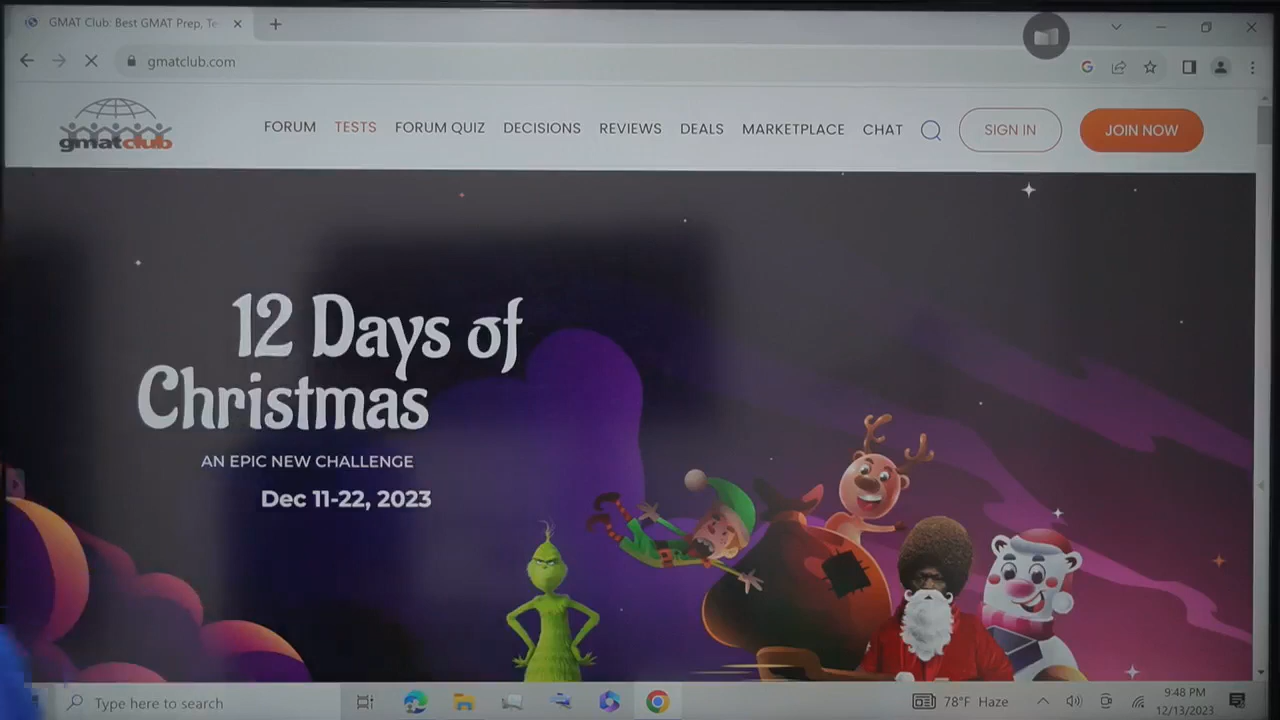 GMAT Club: Best GMAT Prep, Te
gmatclub.com
gmatclub
FORUM TESTS FORUM QUIZ DECISIONS REVIEWS DEALS MARKETPLACE CHAT SIGN IN JOIN NOW
12 Days of
Christmas
AN EPIC NEW CHALLENGE
Dec 11-22, 2023
Type here to search
78°F Haze
9:48 PM
12/13/2023